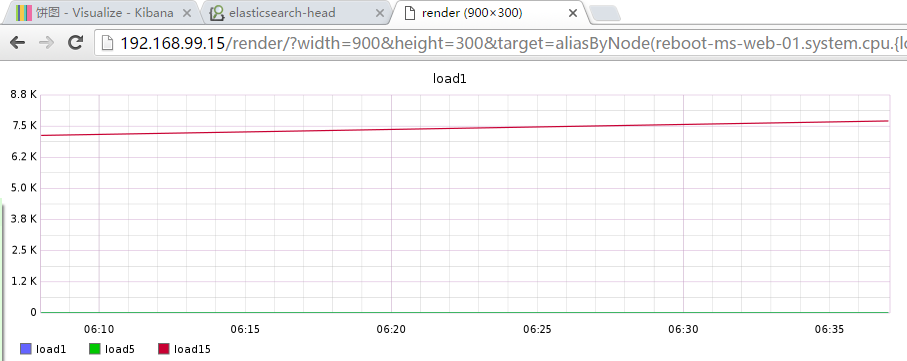 饼图 - Visualize - Kibana
elasticsearch-head
render (900×300)
192.168.99.15/render/?width=900&height=300&target=aliasByNode(reboot-ms-web-01.system.cpu.{lo
load1
8.8 K
7.5 K
6.2 K
5.0 K
3.8 K
2.5 K
1.2 K
0
06:10 06:15 06:20 06:25 06:30 06:35
load1 load5 load15